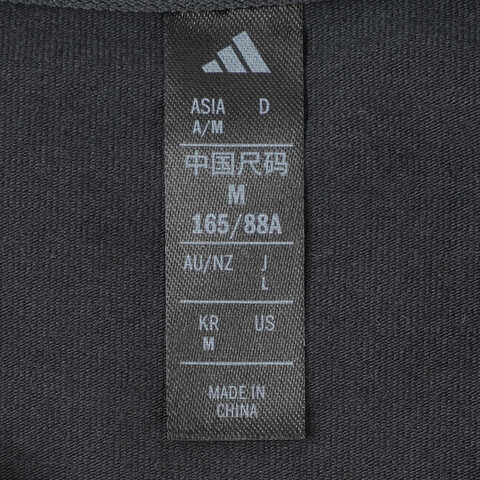 ASIA D
A/M
中国尺码
M
165/88A
AU/NZ J
L
KR US
M
MADE IN
CHINA